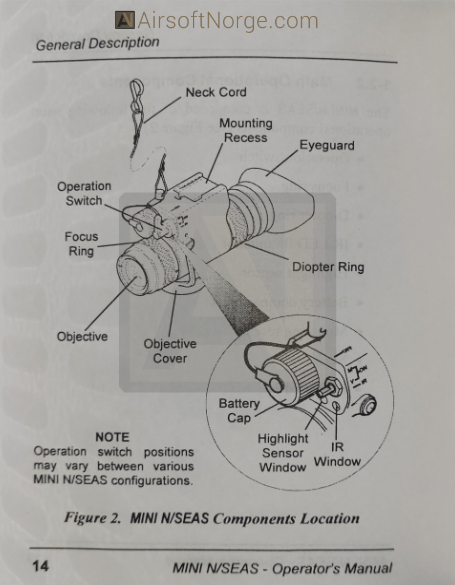 AirsoftNorge.com
General Description
Neck Cord
Mounting
Recess
Eyeguard
Operation
Switch
Focus
Ring
Diopter Ring
Objective
Objective
Cover
Battery
Cap
Highlight
Sensor
Window
IR
Window
NOTE
Operation switch positions
may vary between various
MINI N/SEAS configurations.
Figure 2. MINI N/SEAS Components Location
14
MINI N/SEAS - Operator's Manual